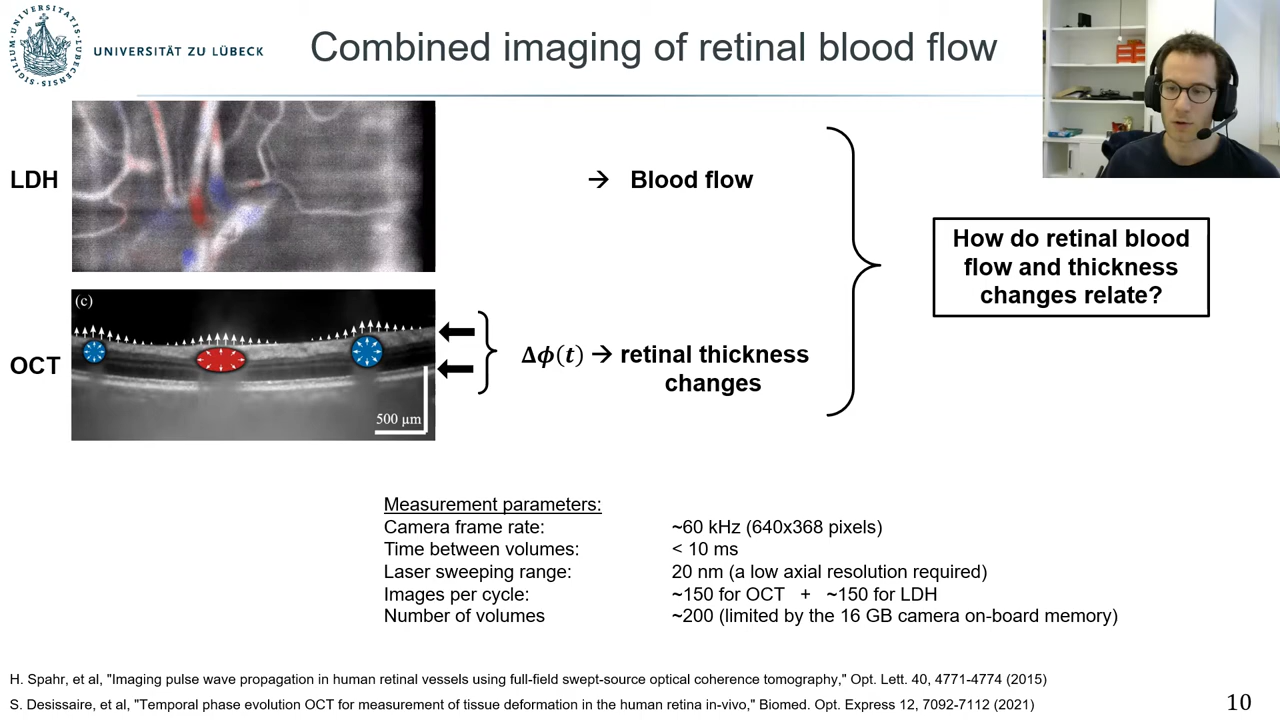 SIGILLUM·UNIVERSITATIS·LUBECENSIS·
UNIVERSITÄT ZU LÜBECK
Combined imaging of retinal blood flow
LDH
→ Blood flow
How do retinal blood
flow and thickness
changes relate?
(c)
OCT
500 µm
Δϕ(t) → retinal thickness
changes
Measurement parameters:
Camera frame rate: ~60 kHz (640x368 pixels)
Time between volumes: < 10 ms
Laser sweeping range: 20 nm (a low axial resolution required)
Images per cycle: ~150 for OCT + ~150 for LDH
Number of volumes ~200 (limited by the 16 GB camera on-board memory)
H. Spahr, et al, "Imaging pulse wave propagation in human retinal vessels using full-field swept-source optical coherence tomography," Opt. Lett. 40, 4771-4774 (2015)
S. Desissaire, et al, "Temporal phase evolution OCT for measurement of tissue deformation in the human retina in-vivo," Biomed. Opt. Express 12, 7092-7112 (2021)
10